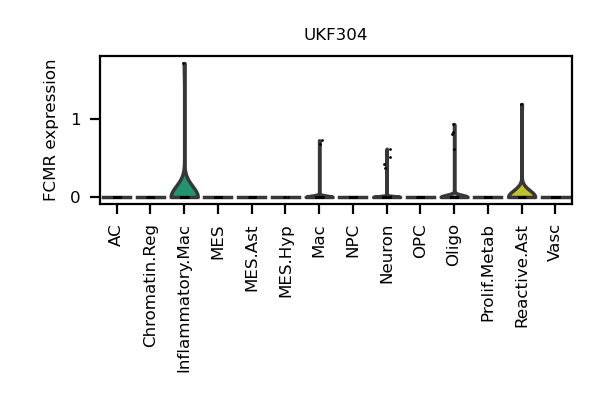 UKF304
FCMR expression
1
0
AC
Chromatin.Reg
Inflammatory.Mac
MES
MES.Ast
MES.Hyp
Mac
NPC
Neuron
OPC
Oligo
Prolif.Metab
Reactive.Ast
Vasc